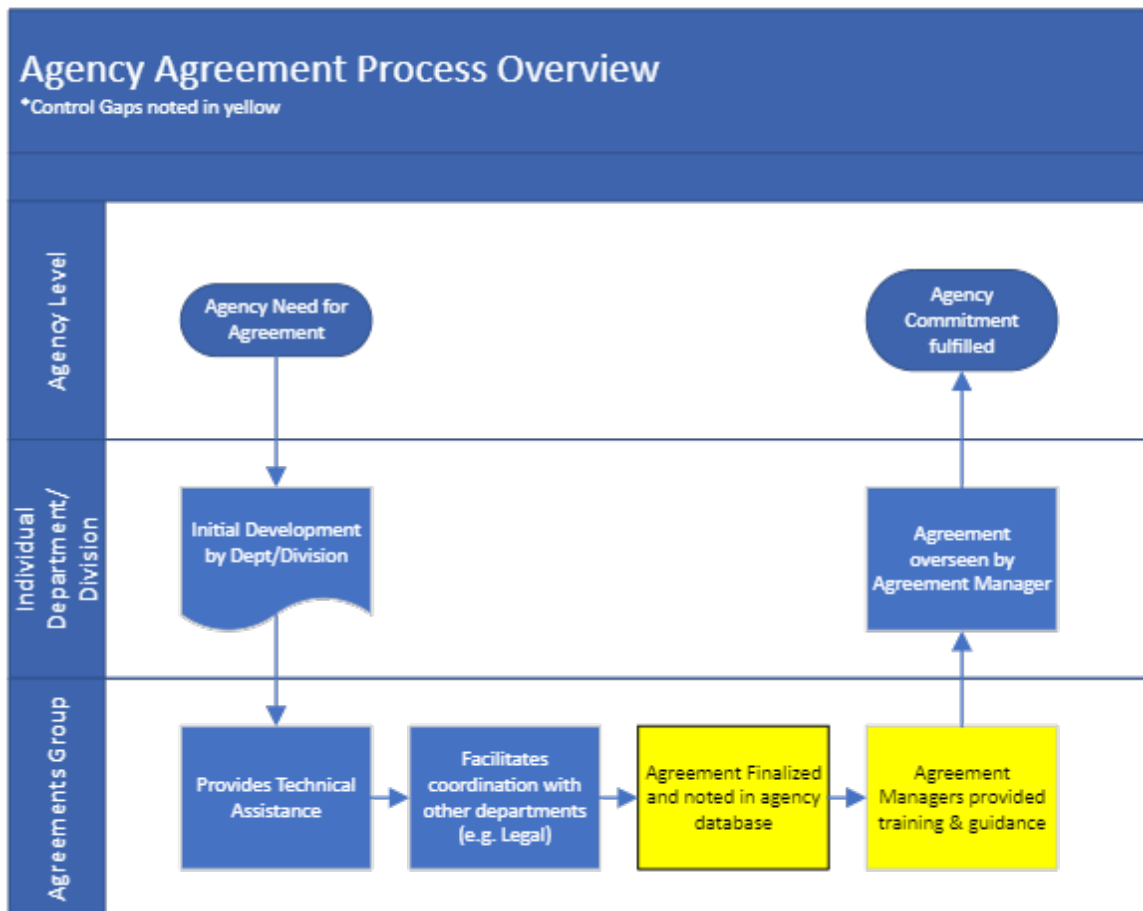 Agency Agreement Process Overview
*Control Gaps noted in yellow
Agency Level
Agency Need for
Agreement
Agency
Commitment
fulfilled
Individual
Department/
Division
Initial Development
by Dept/Division
Agreement
overseen by
Agreement Manager
Agreements Group
Provides Technical
Assistance
Facilitates
coordination with
other departments
(e.g. Legal)
Agreement Finalized
and noted in agency
database
Agreement
Managers provided
training & guidance